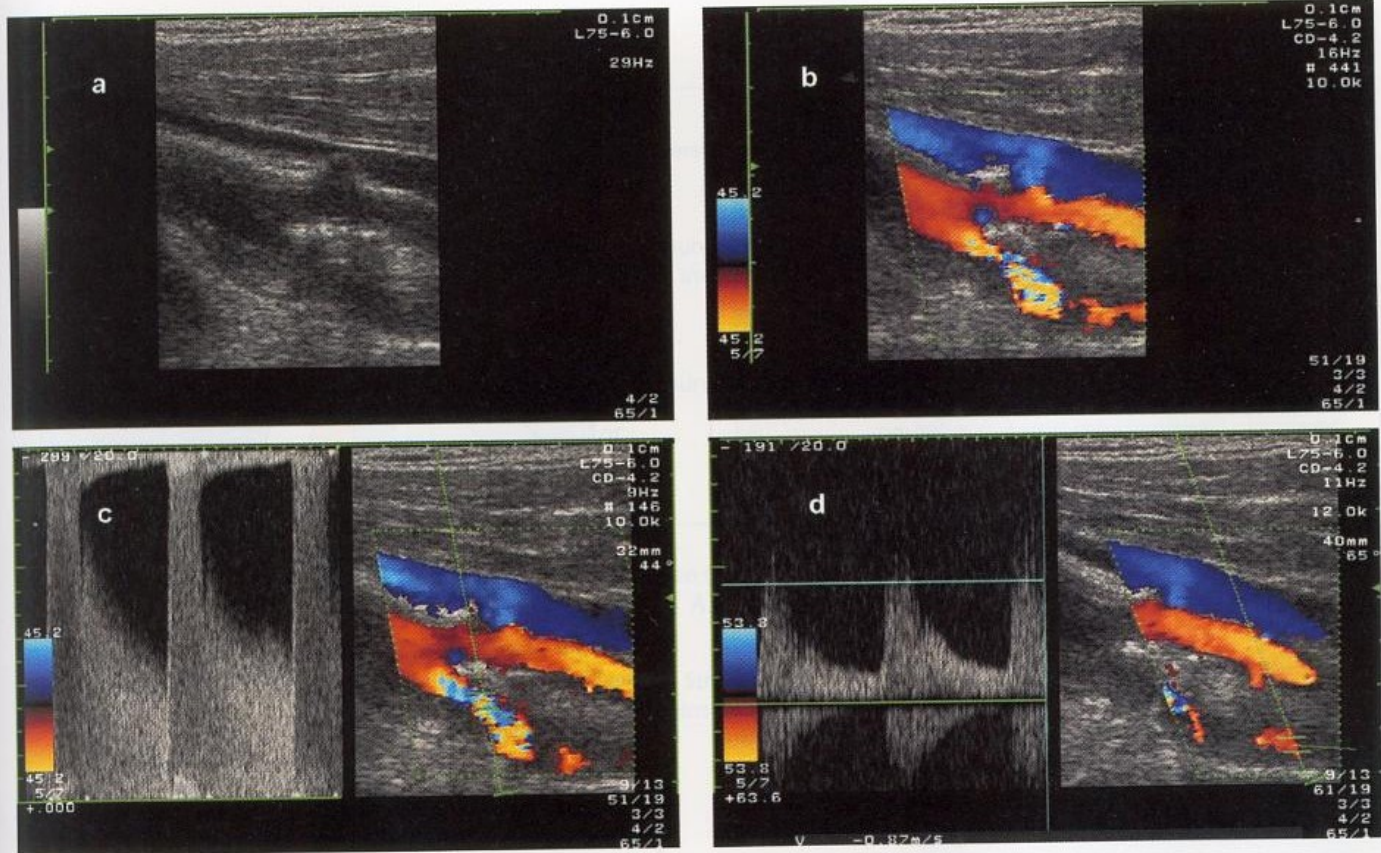 a
0.1cm
L75-6.0
29Hz
4/2
65/1
b
0.1cm
L75-6.0
CD-4.2
16Hz
# 441
10.0k
45.2
45.2
5/7
51/19
3/3
4/2
65/1
c
- 299 /20.0
0.1cm
L75-6.0
CD-4.2
9Hz
# 146
10.0k
32mm
44°
45.2
45.2
5/7
+.000
9/13
51/19
3/3
4/2
65/1
d
- 191 /20.0
0.1cm
L75-6.0
CD-4.2
11Hz
12.0k
40mm
65°
53.8
53.8
5/7
+63.6
V -0.87m/s
9/13
61/19
3/3
4/2
65/1